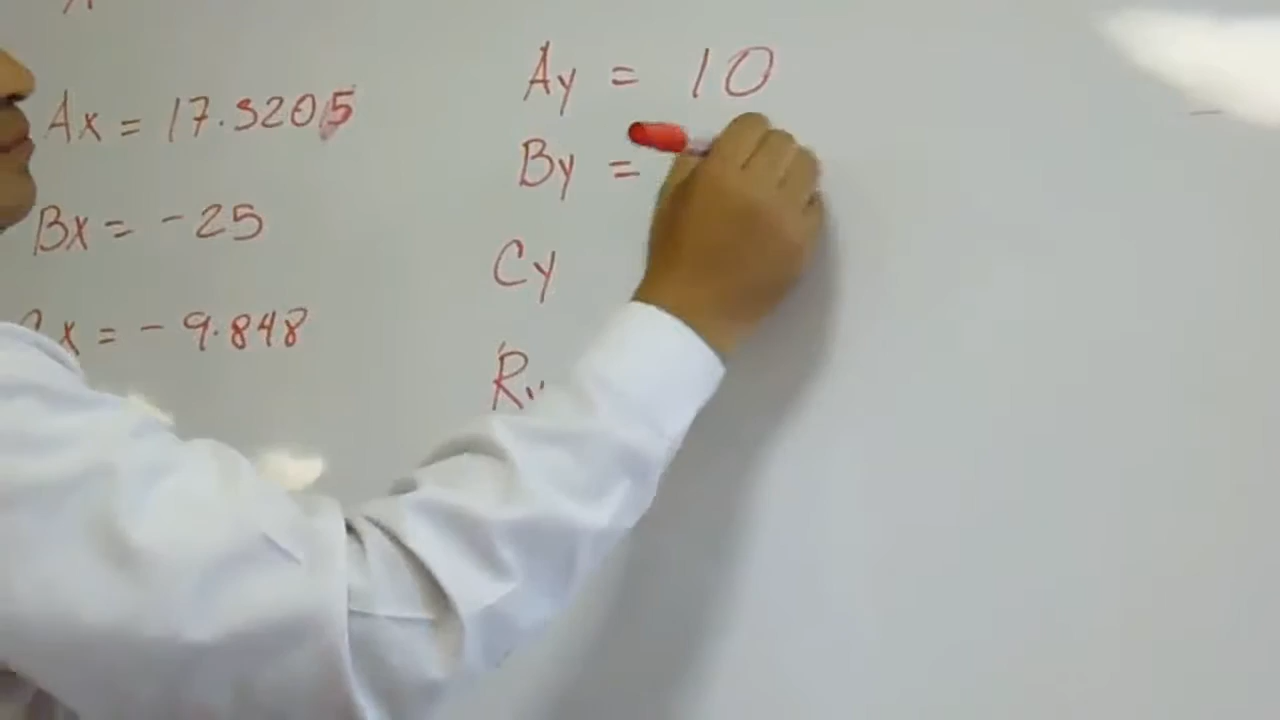 Ax = 17.3205
Bx = -25
x = - 9.848
Ay = 10
By =
Cy
R